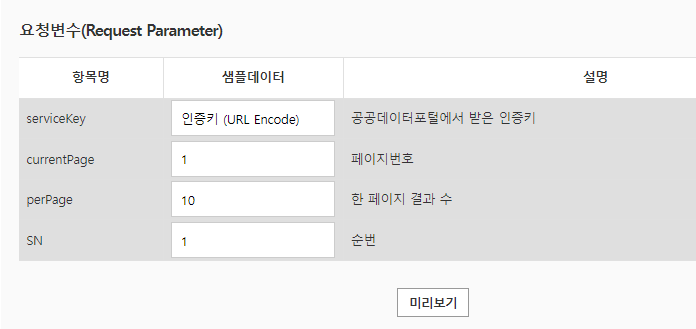 요청변수(Request Parameter)
항목명 샘플데이터 설명
serviceKey 인증키 (URL Encode) 공공데이터포털에서 받은 인증키
currentPage 1 페이지번호
perPage 10 한 페이지 결과 수
SN 1 순번
미리보기